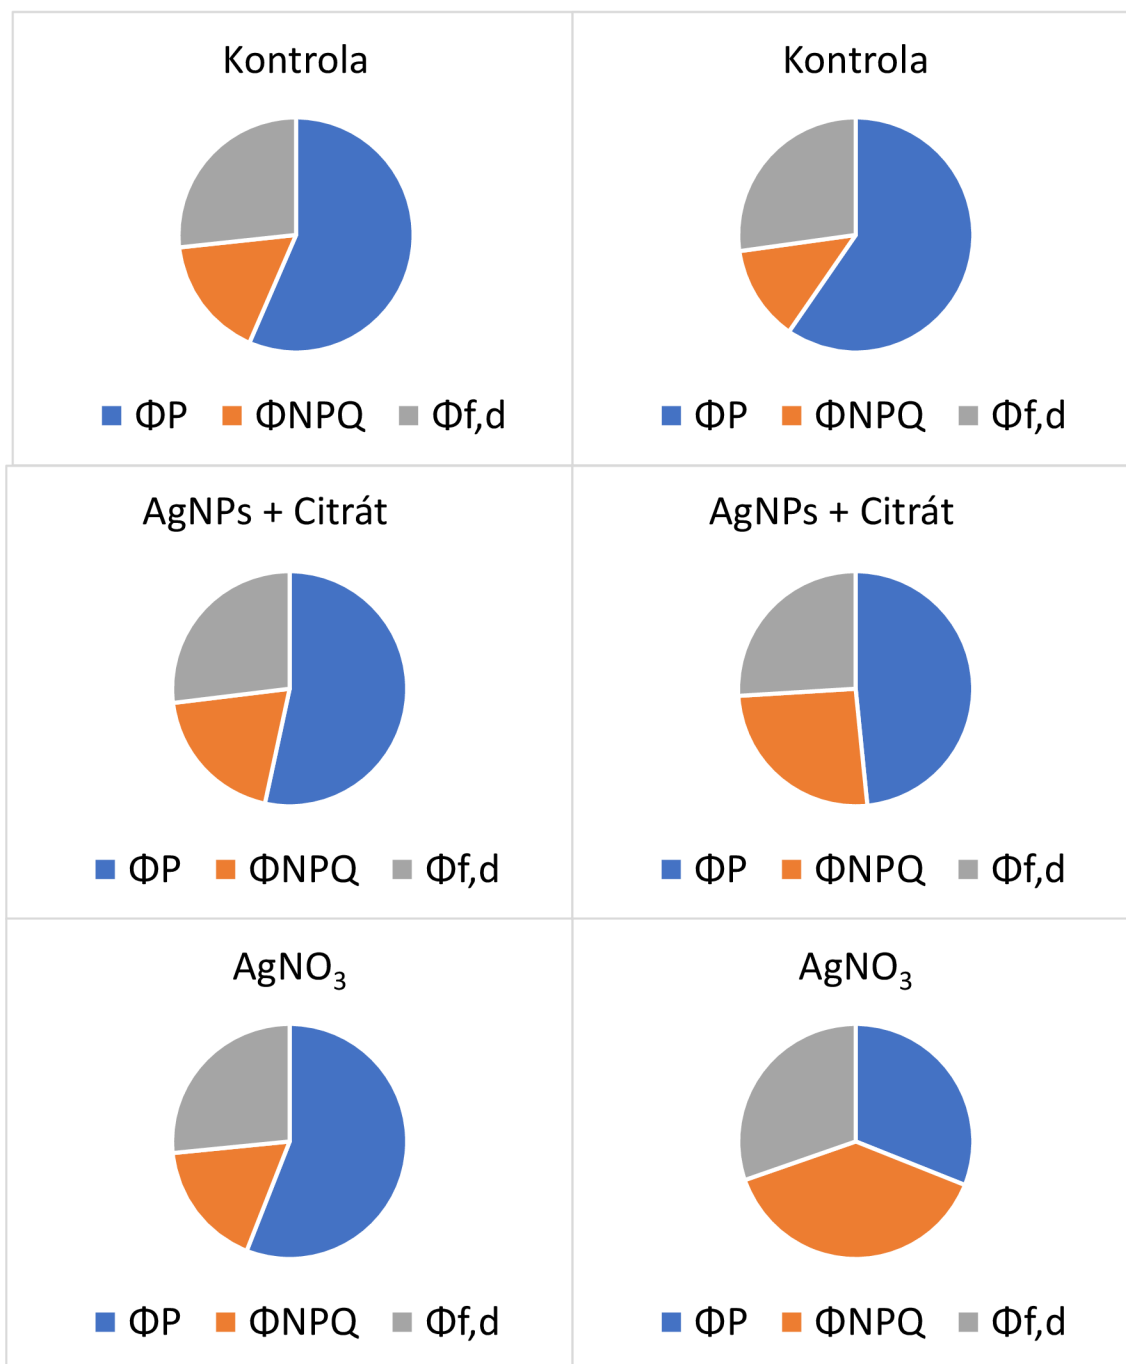 Kontrola
ΦP ΦNPQ Φf,d
Kontrola
ΦP ΦNPQ Φf,d
AgNPs + Citrát
ΦP ΦNPQ Φf,d
AgNPs + Citrát
ΦP ΦNPQ Φf,d
AgNO₃
ΦP ΦNPQ Φf,d
AgNO₃
ΦP ΦNPQ Φf,d